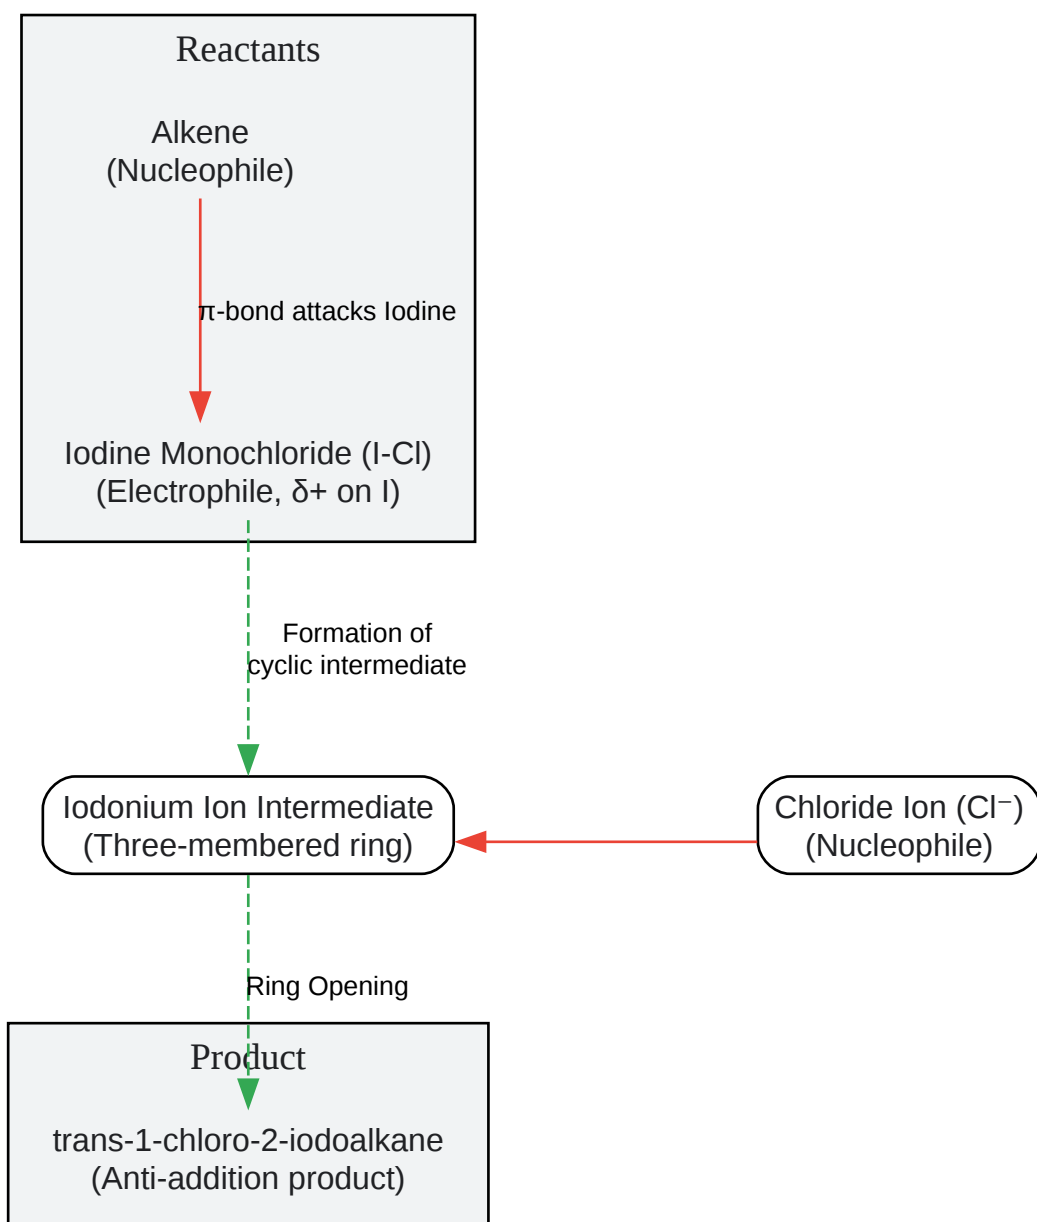 Reactants
Alkene
(Nucleophile)
π-bond attacks Iodine
Iodine Monochloride (I-Cl)
(Electrophile, δ+ on I)
Formation of
cyclic intermediate
Iodonium Ion Intermediate
(Three-membered ring)
Chloride Ion (Cl⁻)
(Nucleophile)
Ring Opening
Product
trans-1-chloro-2-iodoalkane
(Anti-addition product)